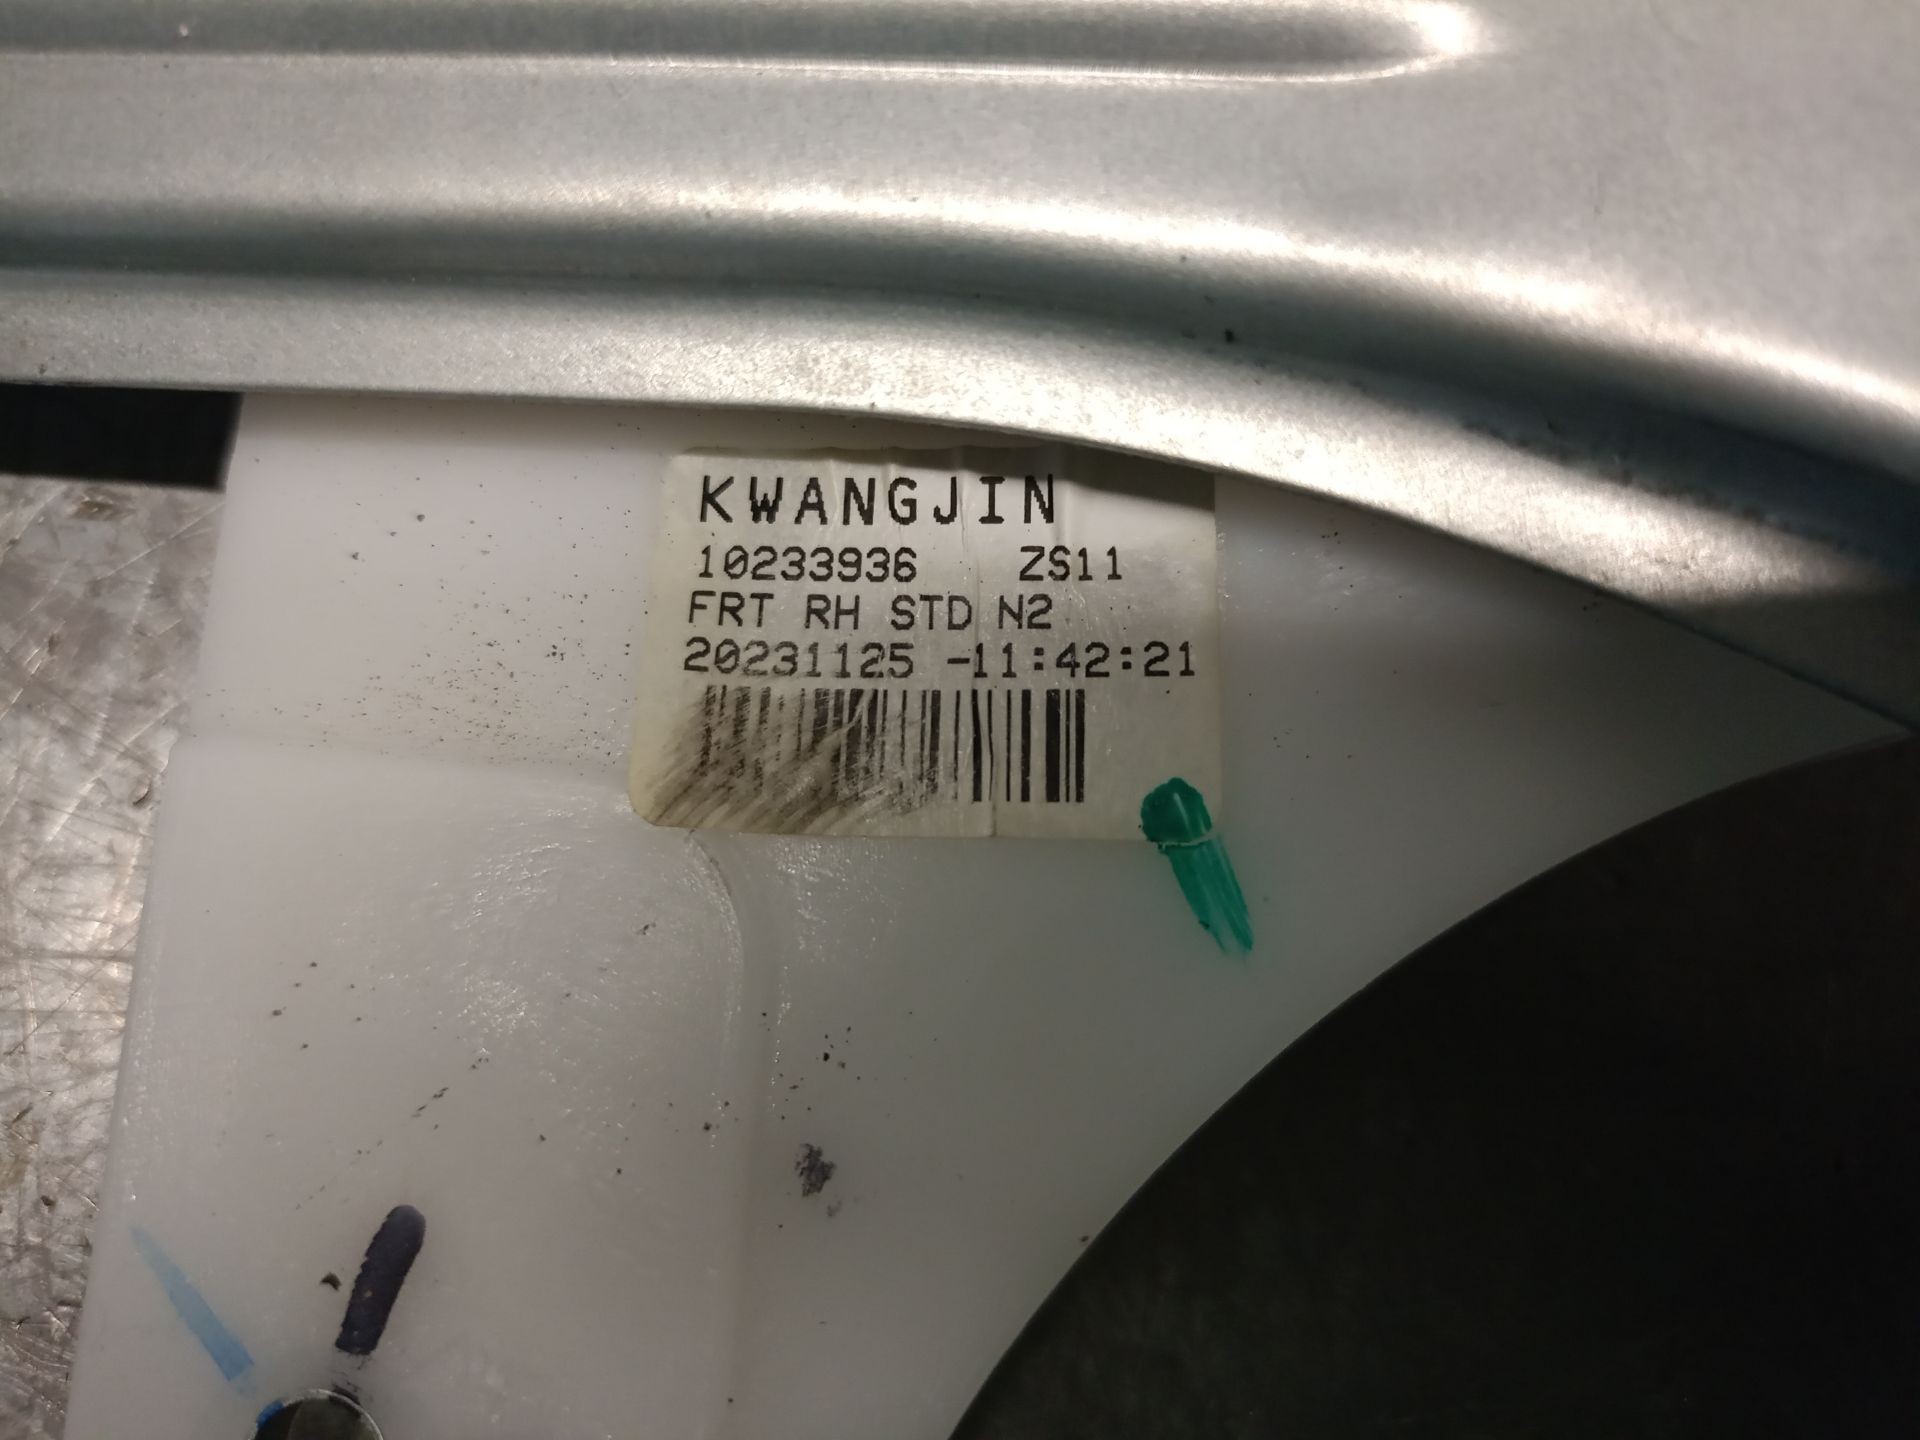 KWANGJIN
10233936 ZS11
FRT RH STD N2
20231125 -11:42:21